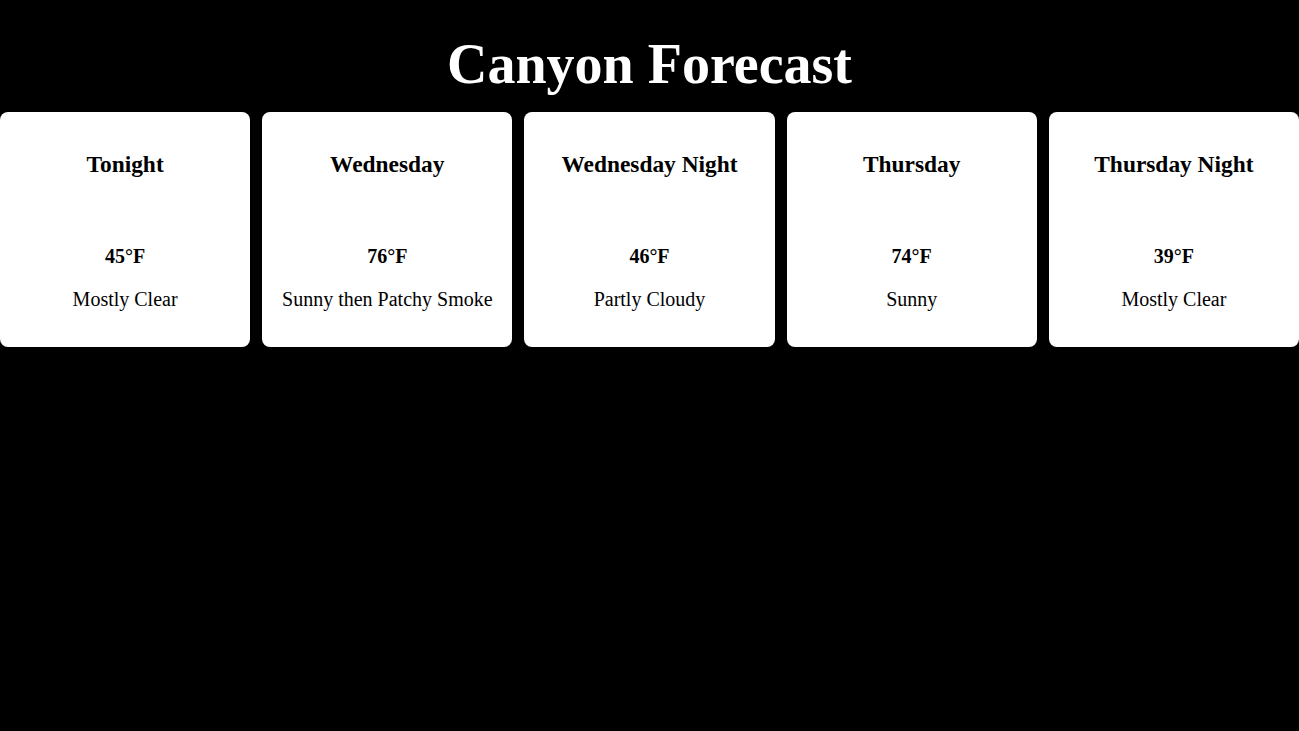 Canyon Forecast
Tonight
45°F
Mostly Clear
Wednesday
76°F
Sunny then Patchy Smoke
Wednesday Night
46°F
Partly Cloudy
Thursday
74°F
Sunny
Thursday Night
39°F
Mostly Clear